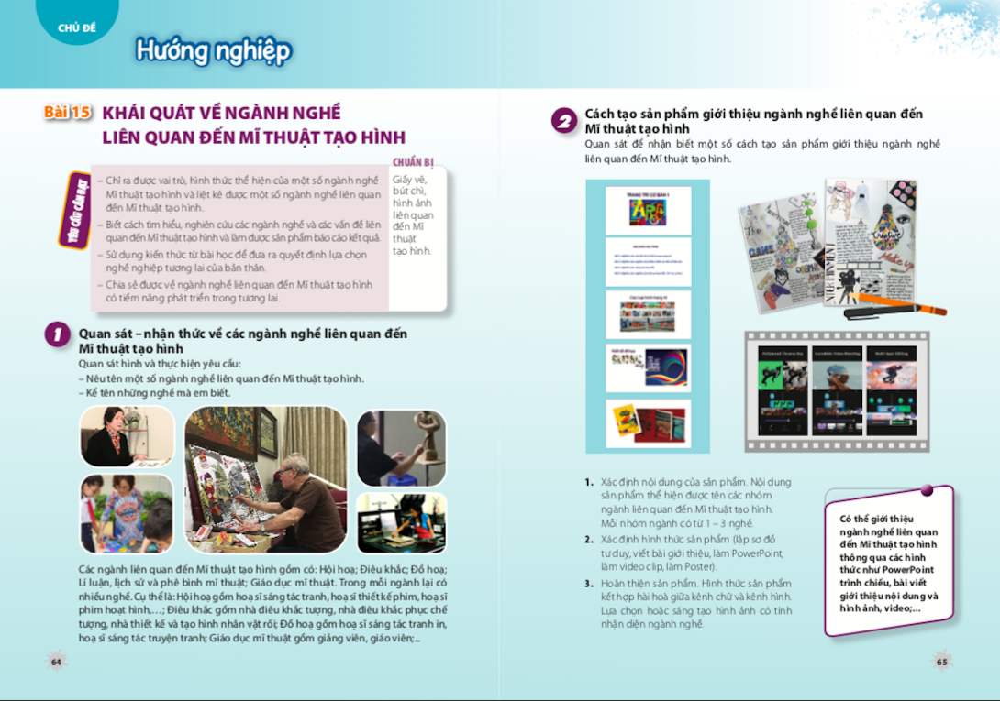 CHỦ ĐỀ
Hướng nghiệp
Bài 15
KHÁI QUÁT VỀ NGÀNH NGHỀ
LIÊN QUAN ĐẾN MĨ THUẬT TẠO HÌNH
YÊU CẦU CẦN ĐẠT
– Chỉ ra được vai trò, hình thức thể hiện của một số ngành nghề
Mĩ thuật tạo hình và liệt kê được một số ngành nghề liên quan
đến Mĩ thuật tạo hình.
– Biết cách tìm hiểu, nghiên cứu các ngành nghề và các vấn đề liên
quan đến Mĩ thuật tạo hình và làm được sản phẩm báo cáo kết quả.
– Sử dụng kiến thức từ bài học để đưa ra quyết định lựa chọn
nghề nghiệp tương lai của bản thân.
– Chia sẻ được về ngành nghề liên quan đến Mĩ thuật tạo hình
có tiềm năng phát triển trong tương lai.
CHUẨN BỊ
Giấy vẽ,
bút chì,
hình ảnh
liên quan
đến Mĩ
thuật
tạo hình.
1
Quan sát – nhận thức về các ngành nghề liên quan đến
Mĩ thuật tạo hình
Quan sát hình và thực hiện yêu cầu:
– Nêu tên một số ngành nghề liên quan đến Mĩ thuật tạo hình.
– Kể tên những nghề mà em biết.
Các ngành liên quan đến Mĩ thuật tạo hình gồm có: Hội hoạ; Điêu khắc; Đồ hoạ;
Lí luận, lịch sử và phê bình mĩ thuật; Giáo dục mĩ thuật. Trong mỗi ngành lại có
nhiều nghề. Cụ thể là: Hội hoạ gồm hoạ sĩ sáng tác tranh, hoạ sĩ thiết kế phim, hoạ sĩ
phim hoạt hình,…; Điêu khắc gồm nhà điêu khắc tượng, nhà điêu khắc phục chế
tượng, nhà thiết kế và tạo hình nhân vật rối; Đồ hoạ gồm hoạ sĩ sáng tác tranh in,
hoạ sĩ sáng tác truyện tranh; Giáo dục mĩ thuật gồm giảng viên, giáo viên;...
64
2
Cách tạo sản phẩm giới thiệu ngành nghề liên quan đến
Mĩ thuật tạo hình
Quan sát để nhận biết một số cách tạo sản phẩm giới thiệu ngành nghề
liên quan đến Mĩ thuật tạo hình.
TRANG TRÍ CƠ BẢN 1
The
GAME
Creative
Make up
Hollywood Chroma Key
Incredible Video Blending
Multi layer Editing
1. Xác định nội dung của sản phẩm. Nội dung
sản phẩm thể hiện được tên các nhóm
ngành liên quan đến Mĩ thuật tạo hình.
Mỗi nhóm ngành có từ 1 – 3 nghề.
2. Xác định hình thức sản phẩm (lập sơ đồ
tư duy, viết bài giới thiệu, làm PowerPoint,
làm video clip, làm Poster).
3. Hoàn thiện sản phẩm. Hình thức sản phẩm
kết hợp hài hoà giữa kênh chữ và kênh hình.
Lựa chọn hoặc sáng tạo hình ảnh có tính
nhận diện ngành nghề.
Có thể giới thiệu
ngành nghề liên quan
đến Mĩ thuật tạo hình
thông qua các hình
thức như PowerPoint
trình chiếu, bài viết
giới thiệu nội dung và
hình ảnh, video;...
65